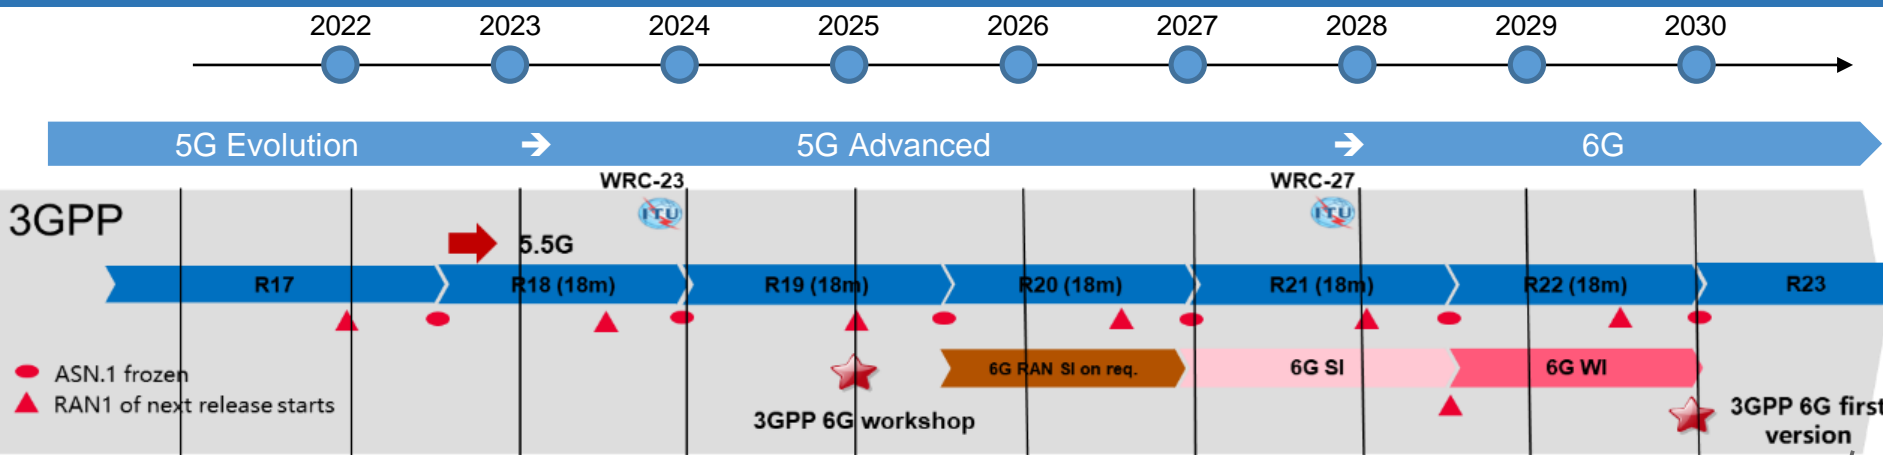 2022 2023 2024 2025 2026 2027 2028 2029 2030
5G Evolution → 5G Advanced → 6G
WRC-23 WRC-27
3GPP
ITU ITU
5.5G
R17 R18 (18m) R19 (18m) R20 (18m) R21 (18m) R22 (18m) R23
6G RAN SI on req. 6G SI 6G WI
ASN.1 frozen
RAN1 of next release starts
3GPP 6G workshop
3GPP 6G first
version